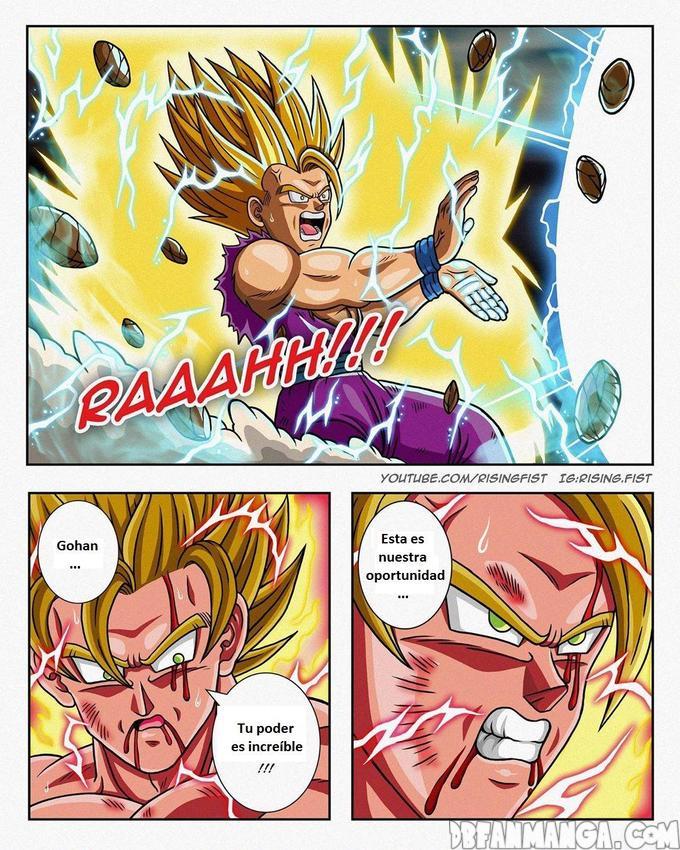 RAAAHH!!!
YOUTUBE.COM/RISINGFIST IG:RISING.FIST
Gohan
...
Tu poder
es increíble
!!!
Esta es
nuestra
oportunidad
...
DBFANMANGA.COM